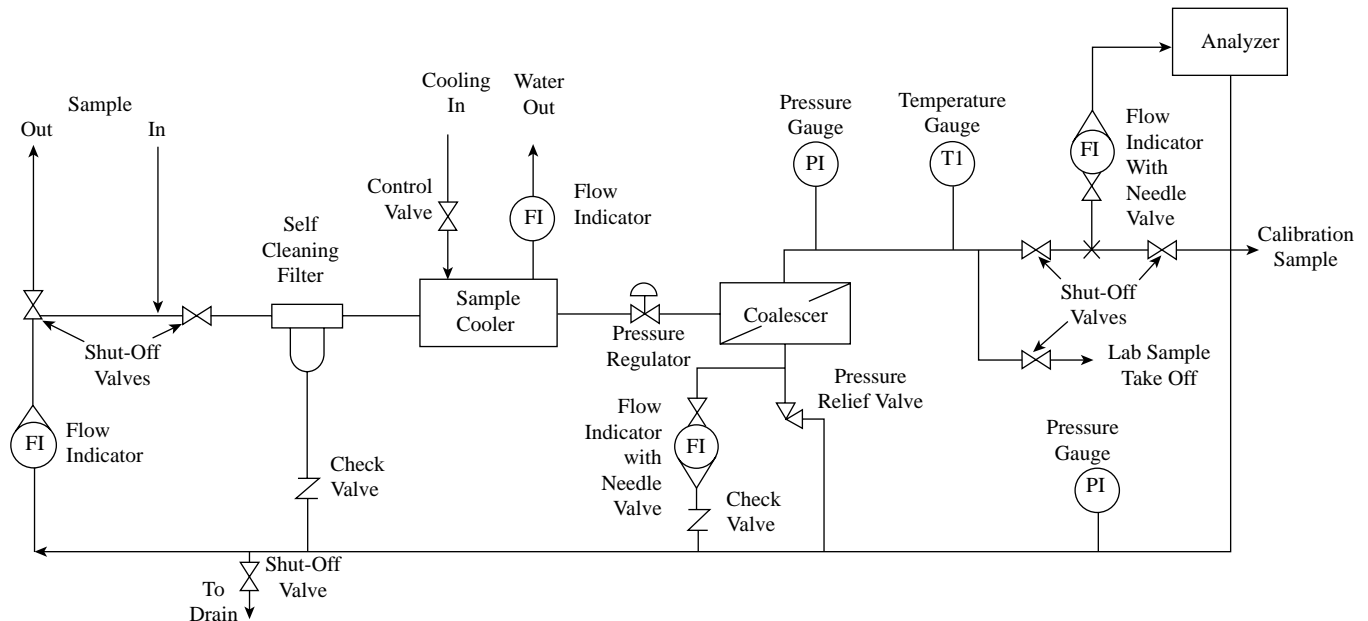 Analyzer
Sample
Out
In
Cooling
In
Water
Out
Pressure
Gauge
PI
Temperature
Gauge
T1
Flow
Indicator
With
Needle
Valve
FI
Control
Valve
FI
Flow
Indicator
Self
Cleaning
Filter
Calibration
Sample
Sample
Cooler
Pressure
Regulator
Coalescer
Shut-Off
Valves
Shut-Off
Valves
Lab Sample
Take Off
Pressure
Relief Valve
FI
Flow
Indicator
Flow
Indicator
with
Needle
Valve
FI
Pressure
Gauge
PI
Check
Valve
Check
Valve
Shut-Off
Valve
To
Drain